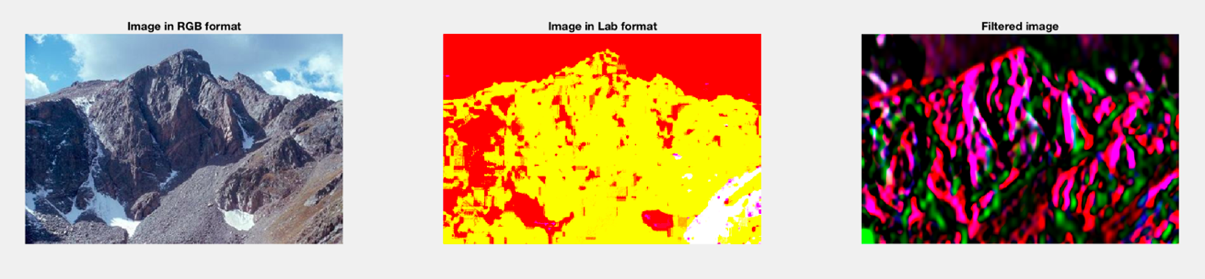 Image in RGB format
Image in Lab format
Filtered image